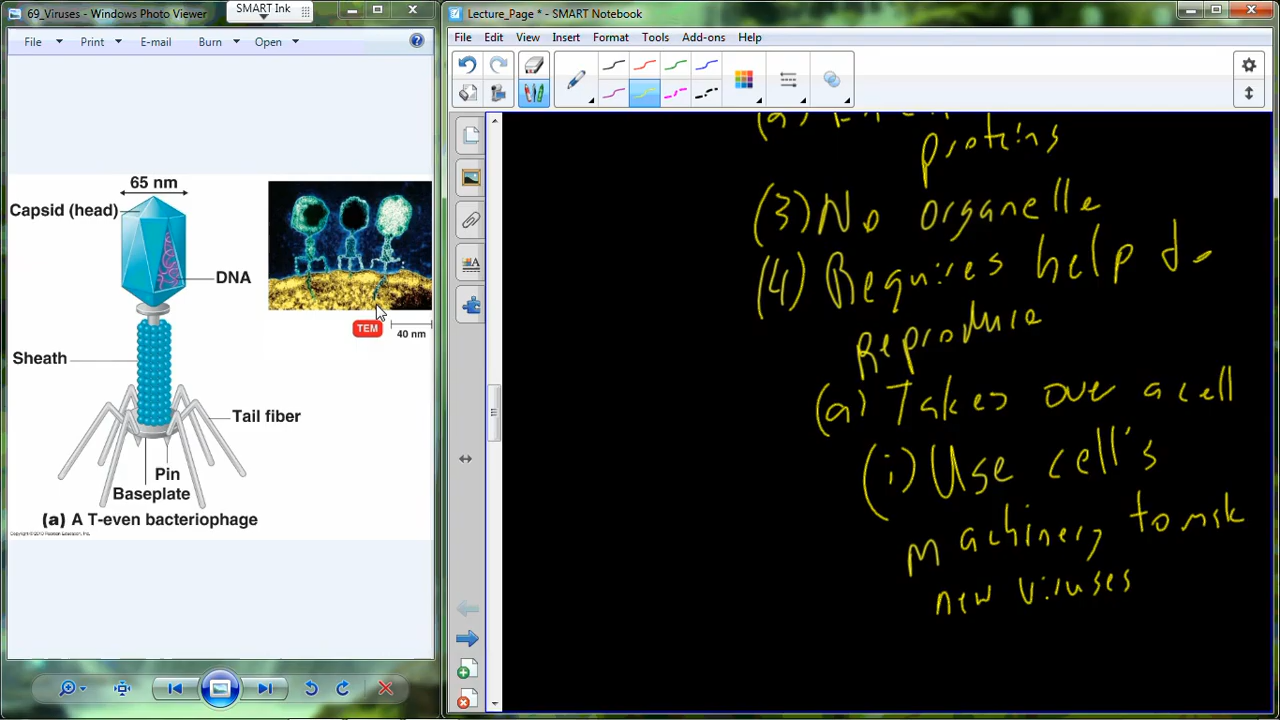 69_Viruses - Windows Photo Viewer
SMART Ink
File Print E-mail Burn Open
65 nm
Capsid (head)
DNA
Sheath
TEM
40 nm
Tail fiber
Pin
Baseplate
(a) A T-even bacteriophage
Lecture_Page * - SMART Notebook
File Edit View Insert Format Tools Add-ons Help
proteins
(3) No organelle
(4) Requires help
Reproduce
(a) Takes over a cell
(i) Use cell's
machinery to
new viruses